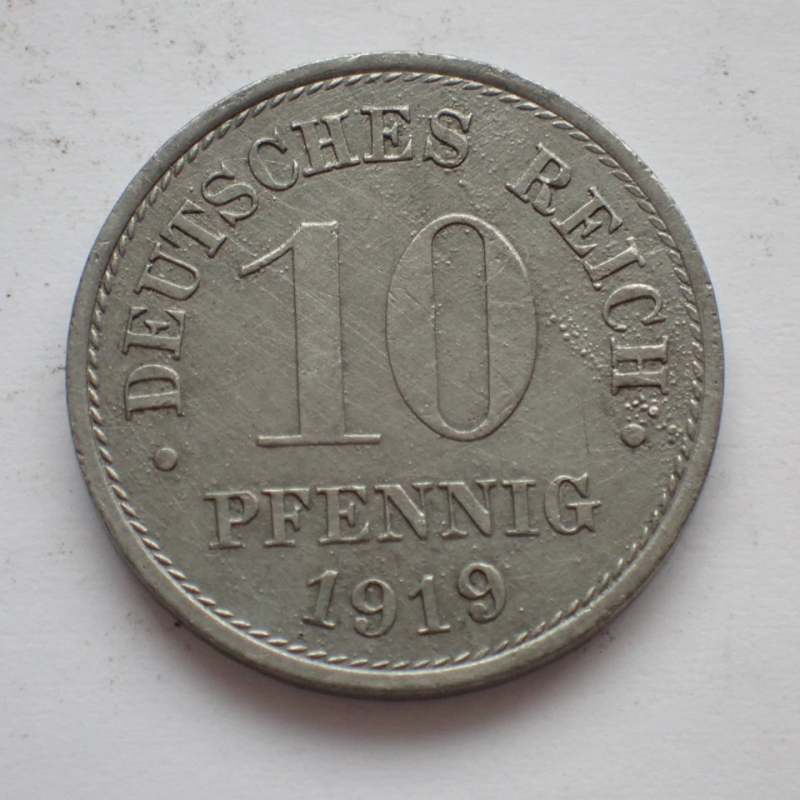 · DEUTSCHES REICH ·
10
PFENNIG
1919